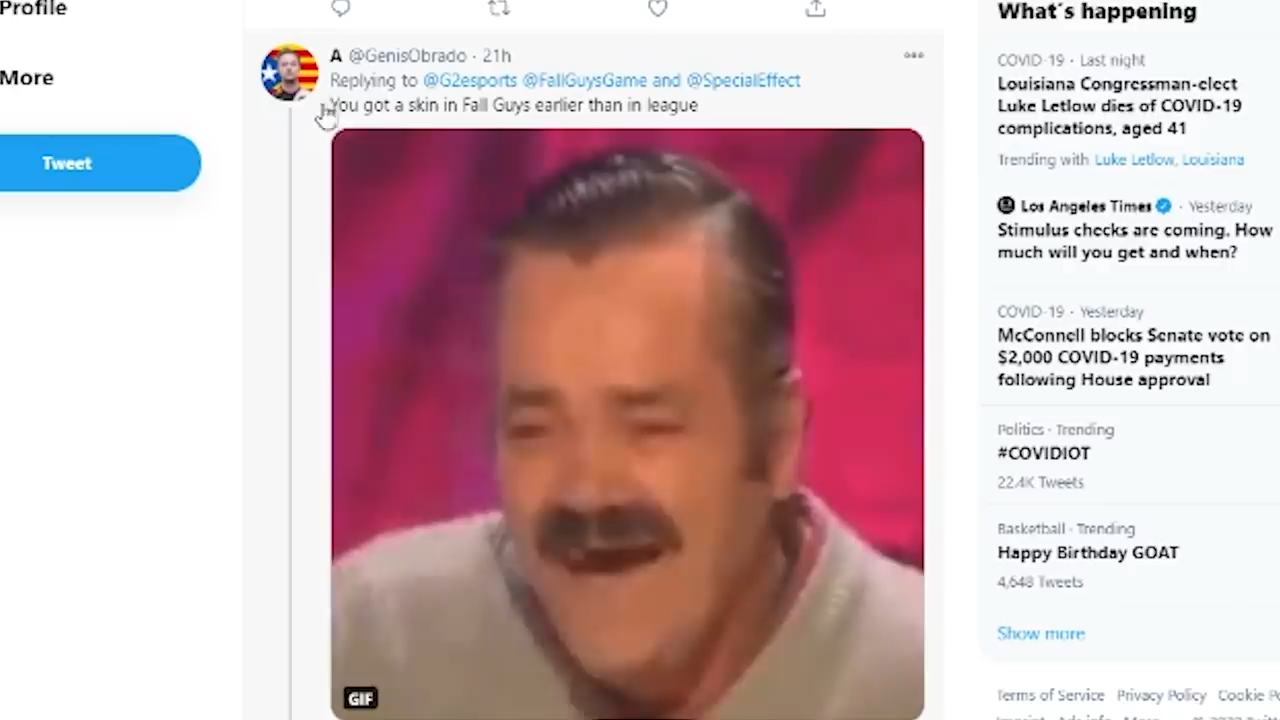 Profile
More
Tweet
A @GenisObrado · 21h
Replying to @G2esports @FallGuysGame and @SpecialEffect
You got a skin in Fall Guys earlier than in league
GIF
What's happening
COVID-19 · Last night
Louisiana Congressman-elect
Luke Letlow dies of COVID-19
complications, aged 41
Trending with Luke Letlow, Louisiana
Los Angeles Times · Yesterday
Stimulus checks are coming. How
much will you get and when?
COVID-19 · Yesterday
McConnell blocks Senate vote on
$2,000 COVID-19 payments
following House approval
Politics · Trending
#COVIDIOT
22.4K Tweets
Basketball · Trending
Happy Birthday GOAT
4,648 Tweets
Show more
Terms of Service Privacy Policy Cookie